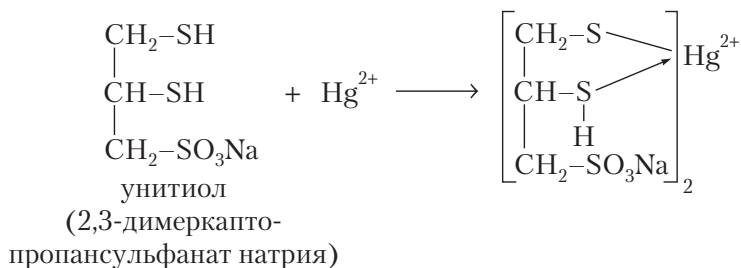 CH₂–SH
CH–SH + Hg²⁺ ⟶
CH₂–SO₃Na
CH₂–S
Hg²⁺
CH–S
H
CH₂–SO₃Na
2
унитиол
(2,3-димеркапто-
пропансульфанат натрия)